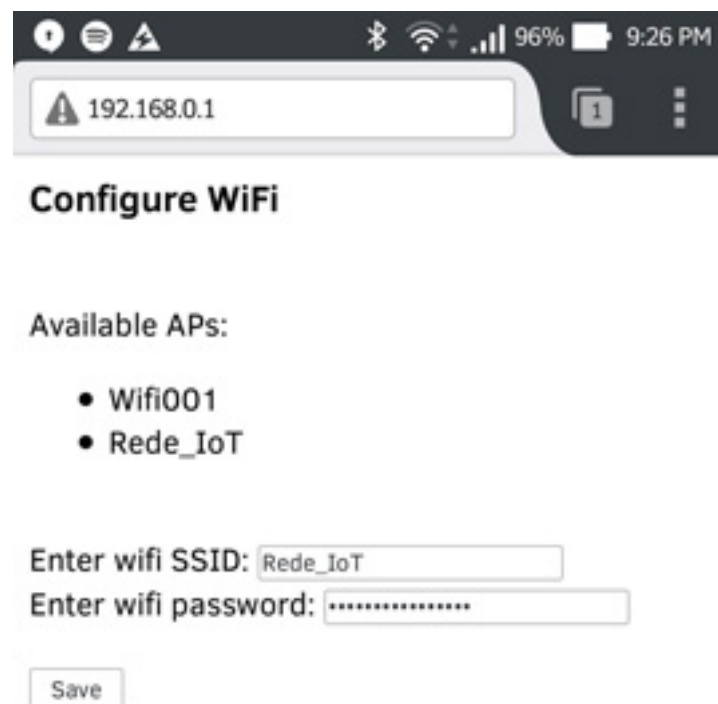 96% 9:26 PM
192.168.0.1
1
Configure WiFi
Available APs:
• Wifi001
• Rede_IoT
Enter wifi SSID: Rede_IoT
Enter wifi password: ••••••••••••••••
Save